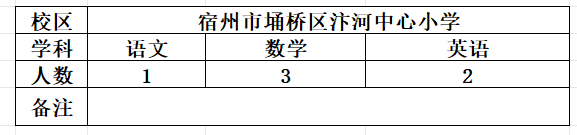 校区 宿州市埇桥区汴河中心小学
学科 语文 数学 英语
人数 1 3 2
备注